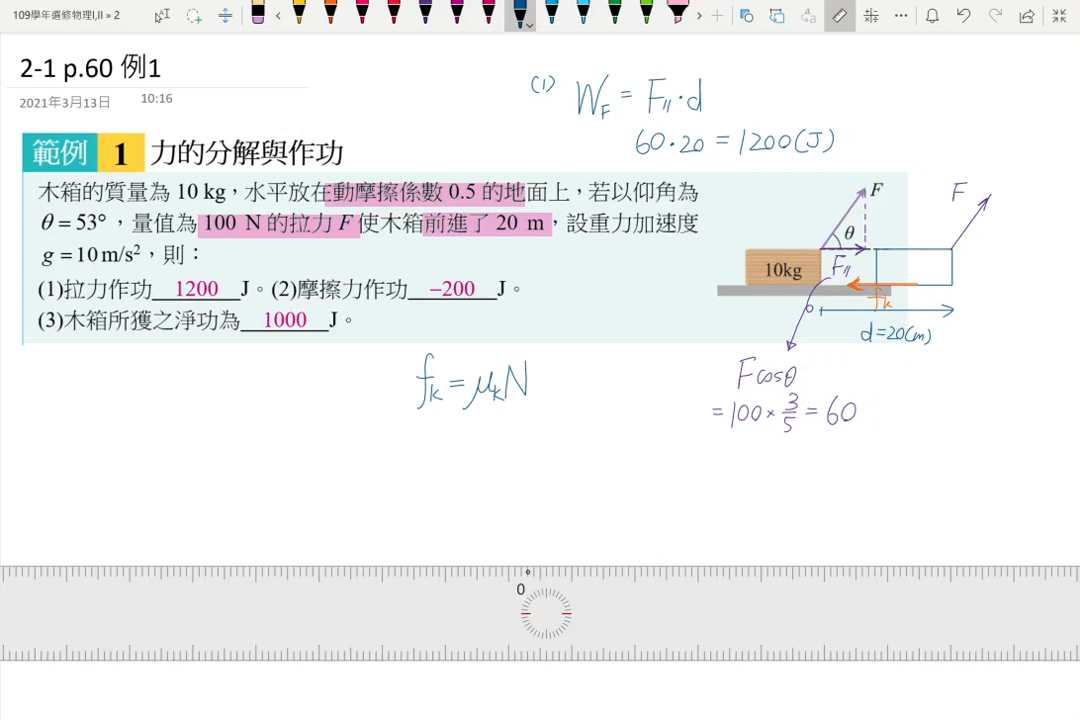 109學年選修物理I,II » 2
2-1 p.60 例1
2021年3月13日 10:16
範例 1 力的分解與作功
木箱的質量為 10 kg,水平放在動摩擦係數 0.5 的地面上,若以仰角為
θ = 53°,量值為 100 N 的拉力 F 使木箱前進了 20 m,設重力加速度
g = 10 m/s²,則:
(1)拉力作功 1200 J。(2)摩擦力作功 −200 J。
(3)木箱所獲之淨功為 1000 J。
(1) W_F = F_{//}·d
60·20 = 1200(J)
F
θ
F
10kg
F_{//}
f_k
0
d=20(m)
f_k = μ_k N
F cosθ
= 100 × 3/5 = 60
0